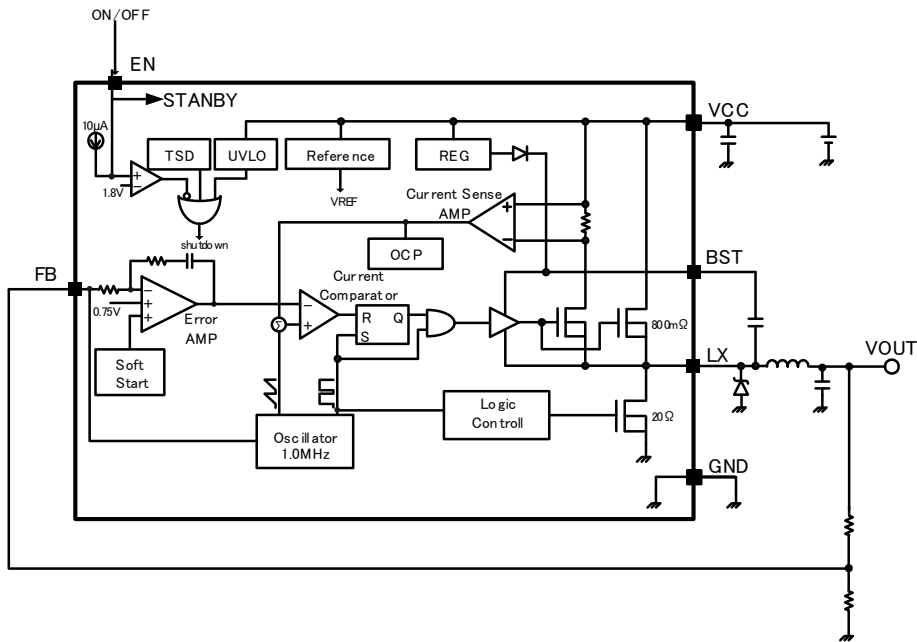 ON/OFF
EN
STANBY
VCC
10μA
TSD
UVLO
Reference
REG
1.8V
VREF
Current Sense
AMP
shutdown
OCP
BST
FB
Current
Comparator
0.75V
Error
AMP
Σ
R
Q
S
800mΩ
LX
VOUT
Soft
Start
Logic
Controll
20Ω
Oscillator
1.0MHz
GND